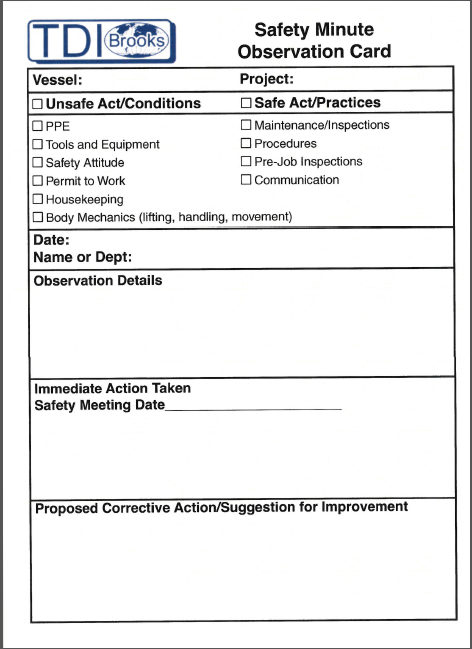 TDI Brooks
Safety Minute
Observation Card
Vessel: Project:
☐ Unsafe Act/Conditions ☐ Safe Act/Practices
☐ PPE ☐ Maintenance/Inspections
☐ Tools and Equipment ☐ Procedures
☐ Safety Attitude ☐ Pre-Job Inspections
☐ Permit to Work ☐ Communication
☐ Housekeeping
☐ Body Mechanics (lifting, handling, movement)
Date:
Name or Dept:
Observation Details
Immediate Action Taken
Safety Meeting Date______________________
Proposed Corrective Action/Suggestion for Improvement